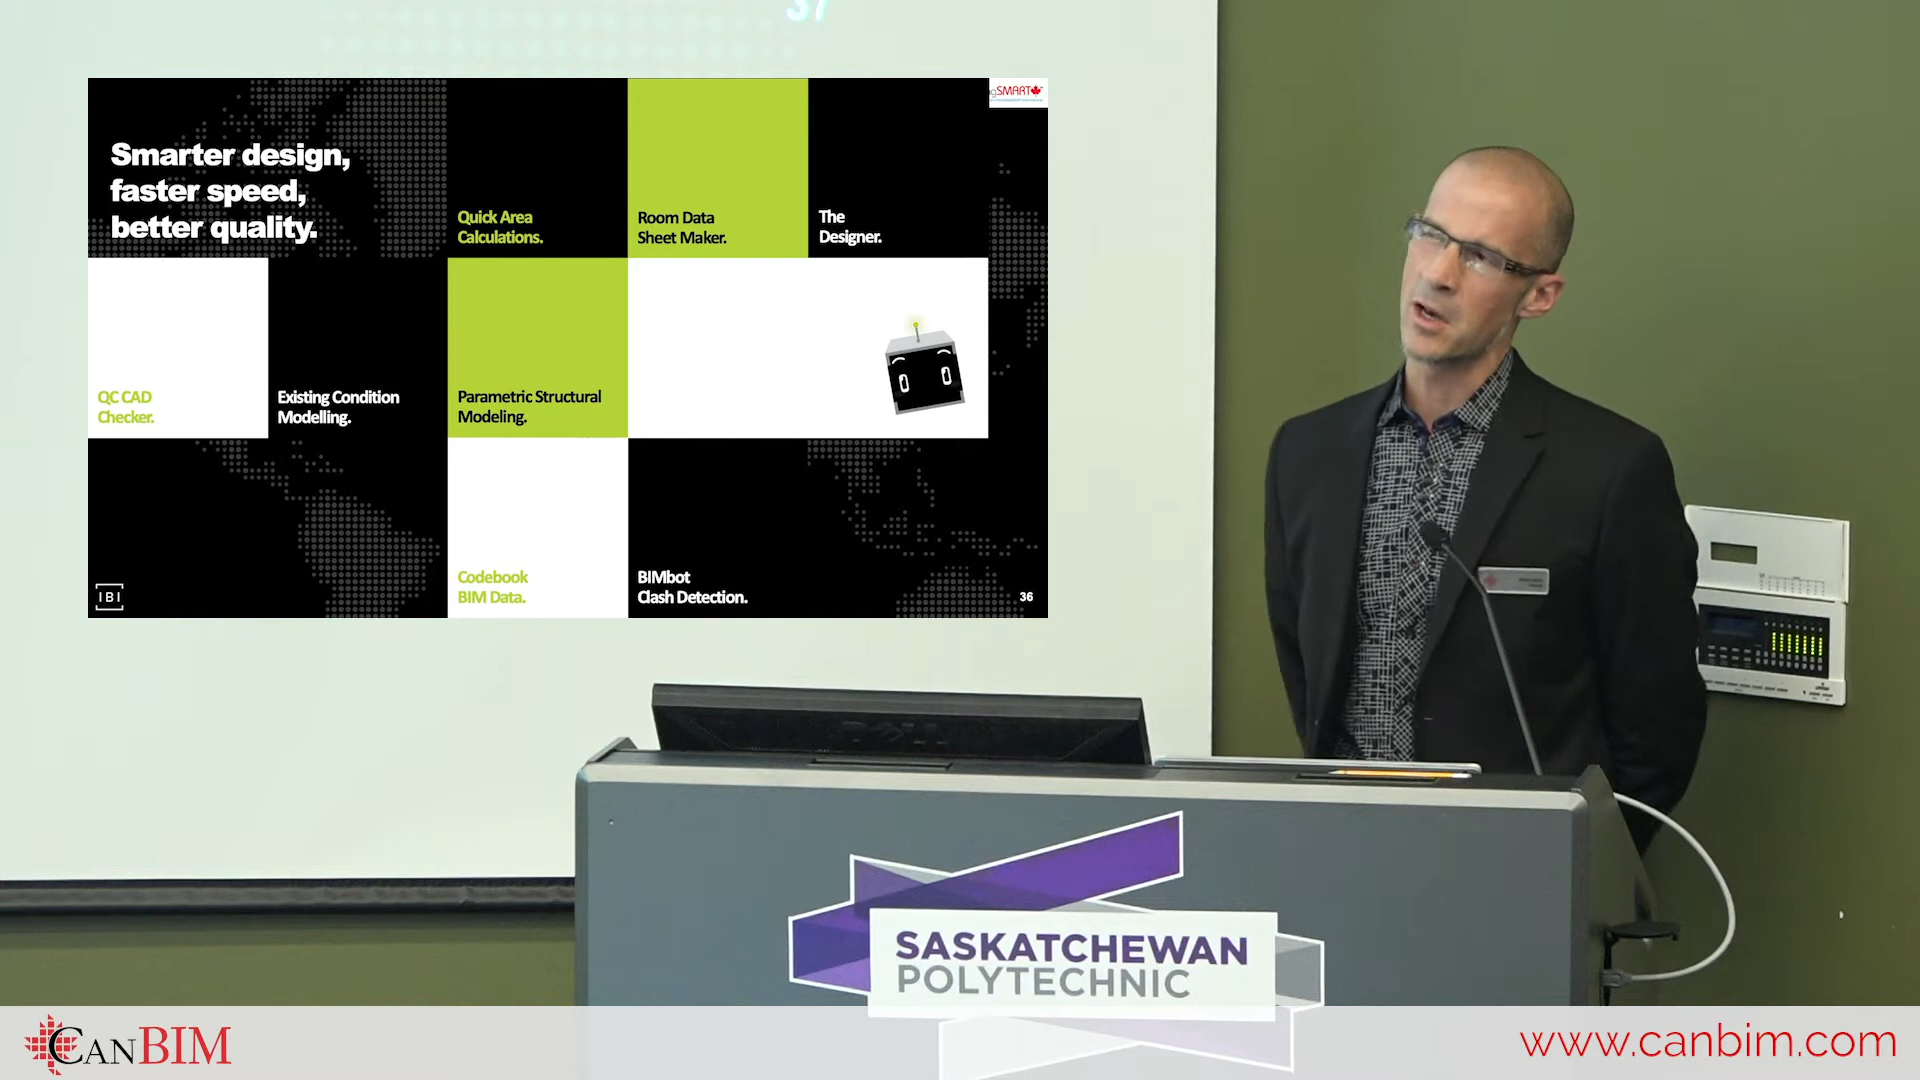 37
SMART
Smarter design,
faster speed,
better quality.
Quick Area
Calculations.
Room Data
Sheet Maker.
The
Designer.
QC CAD
Checker.
Existing Condition
Modelling.
Parametric Structural
Modeling.
Codebook
BIM Data.
BIMbot
Clash Detection.
IBI
36
DELL
SASKATCHEWAN
POLYTECHNIC
CANBIM
www.canbim.com